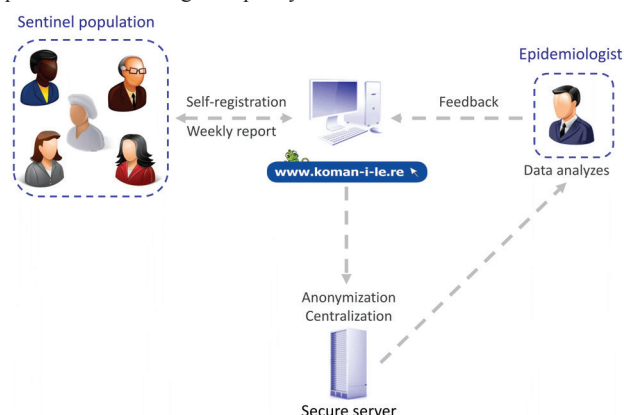 Sentinel population
Epidemiologist
Self-registration
Weekly report
Feedback
www.koman-i-le.re
Data analyzes
Anonymization
Centralization
Secure server